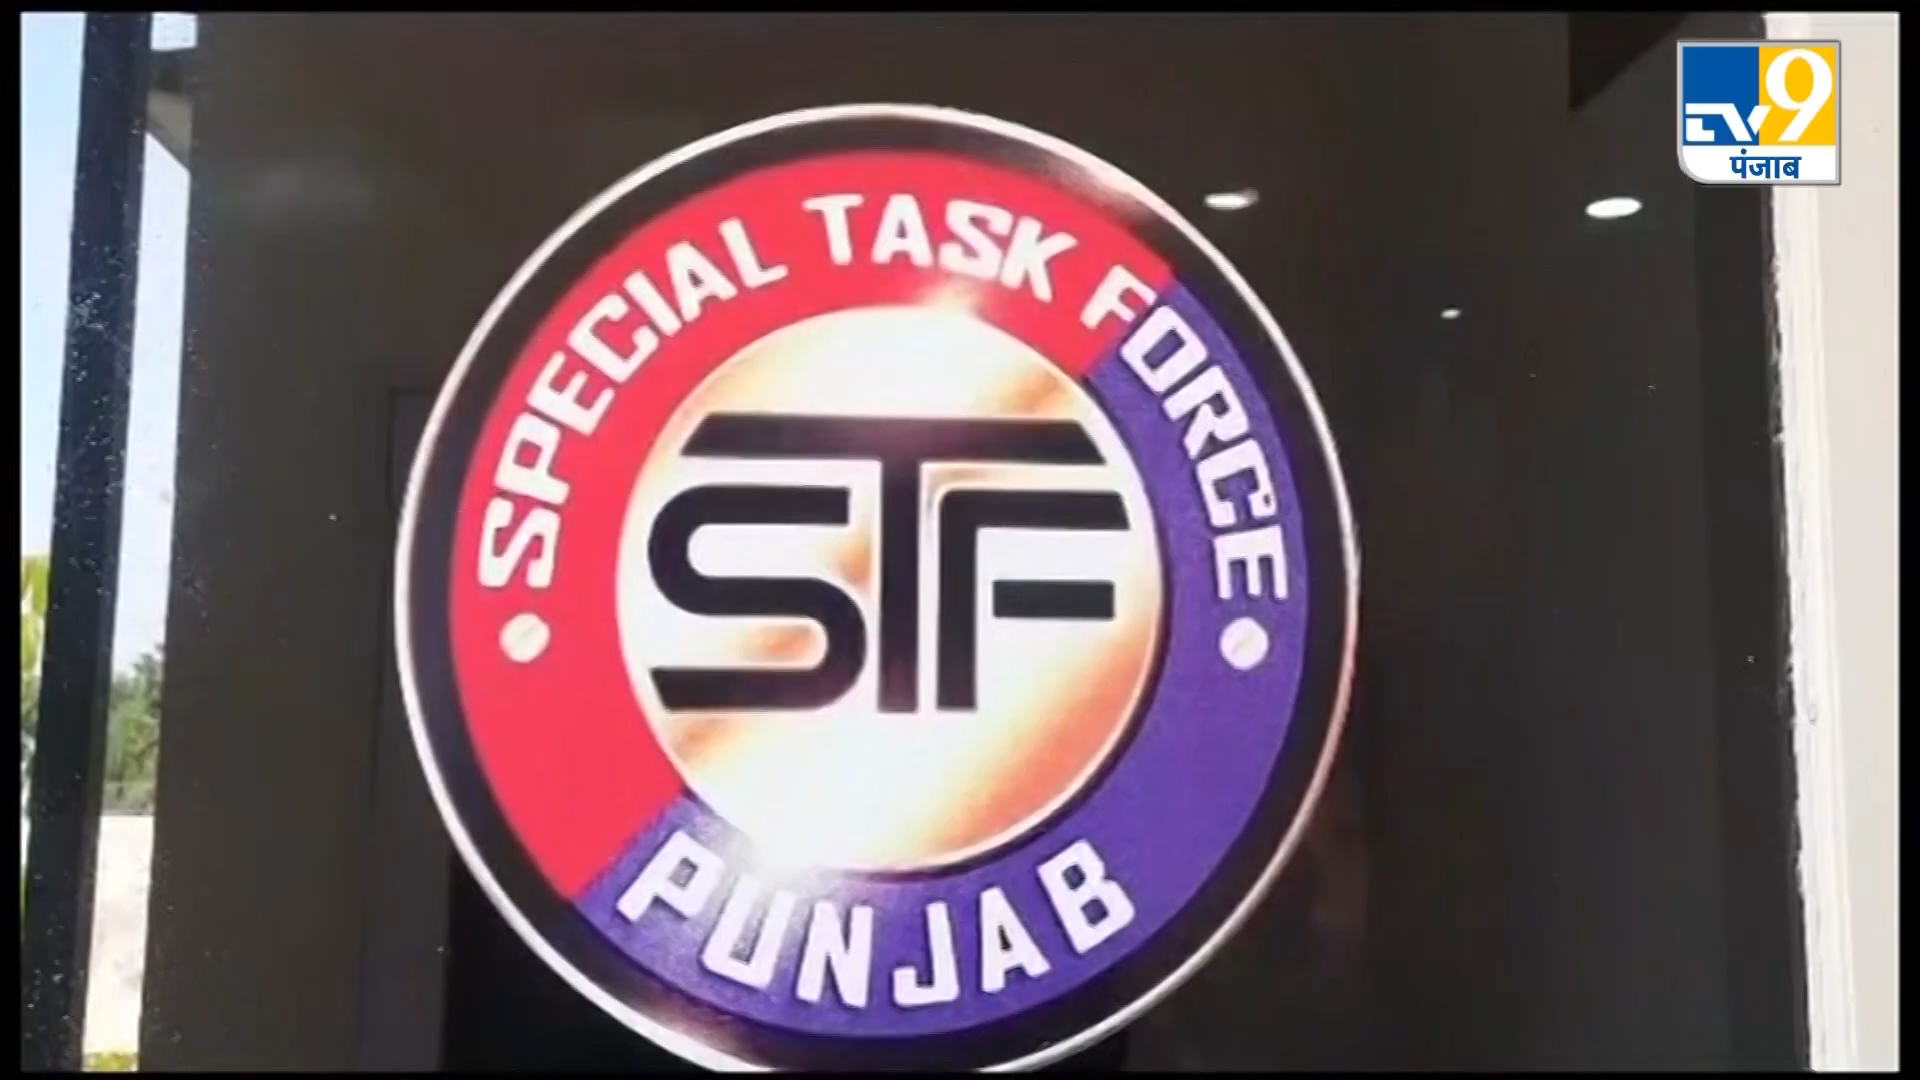 SPECIAL TASK FORCE
STF
PUNJAB
TV9
पंजाब